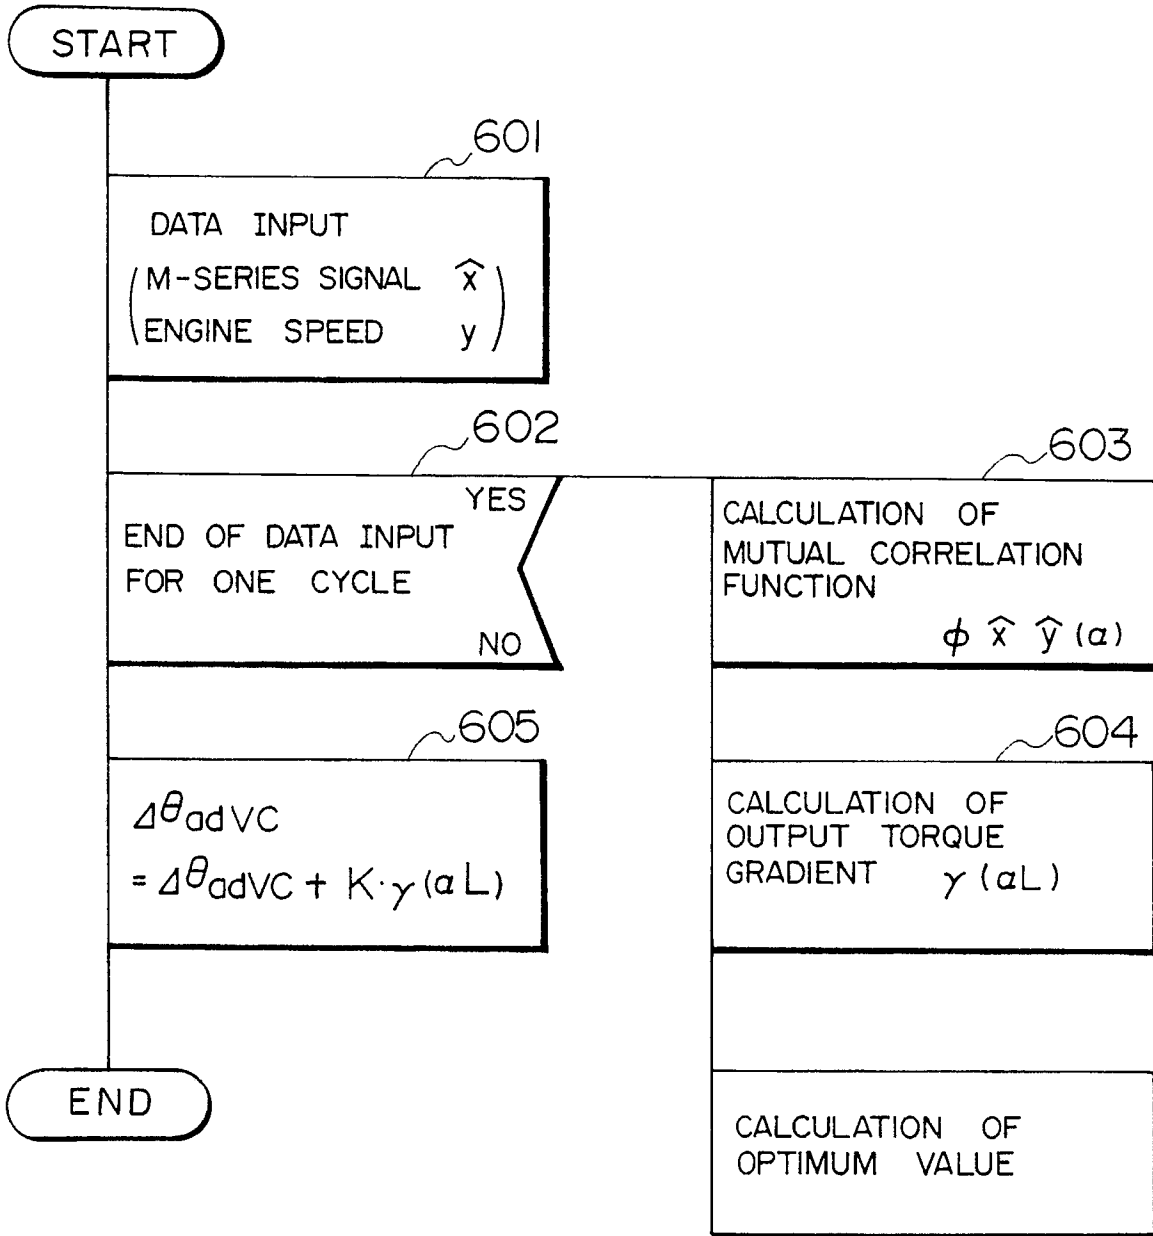 START
601
DATA INPUT
(M-SERIES SIGNAL x̂
ENGINE SPEED y)
602
YES
END OF DATA INPUT
FOR ONE CYCLE
NO
603
CALCULATION OF
MUTUAL CORRELATION
FUNCTION
ϕ x̂ ŷ (α)
605
Δθadvc
= Δθadvc + K·γ(αL)
604
CALCULATION OF
OUTPUT TORQUE
GRADIENT γ(αL)
END
CALCULATION OF
OPTIMUM VALUE